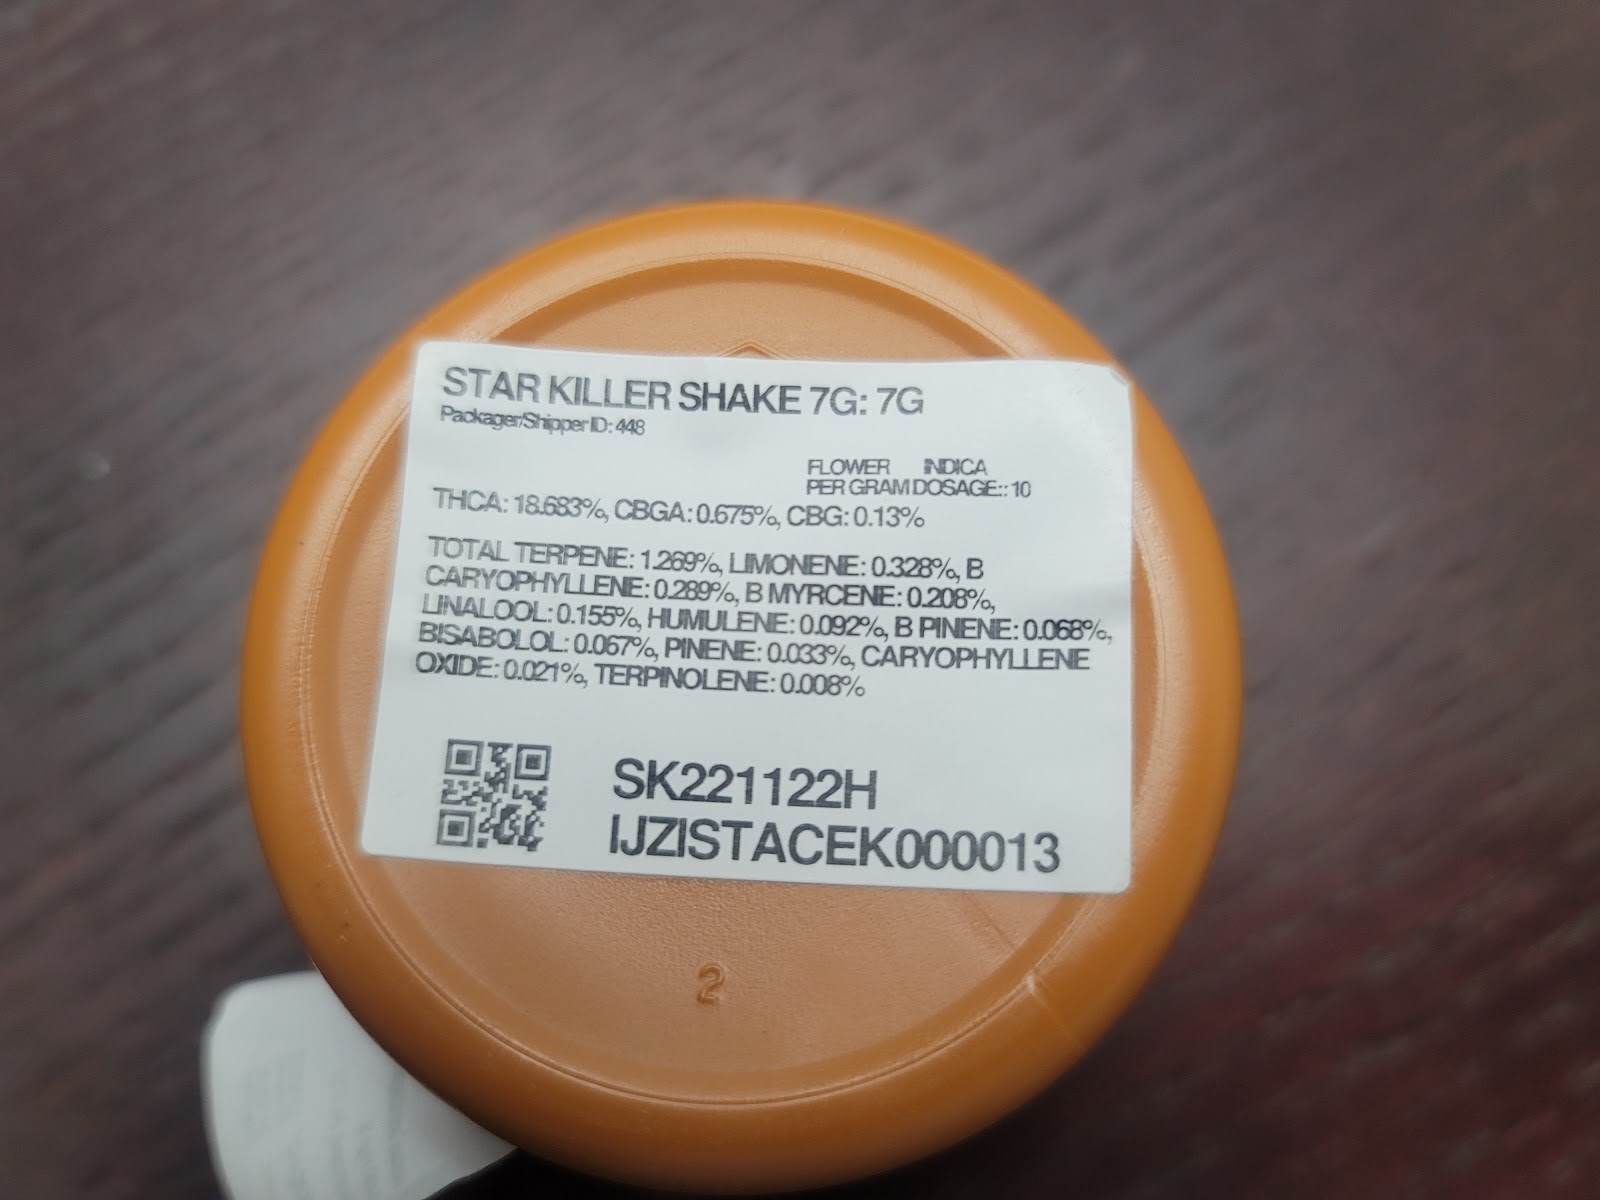 STAR KILLER SHAKE 7G: 7G
Packager/Shipper ID: 448
FLOWER INDICA
PER GRAM DOSAGE:: 10
THCA: 18.683%, CBGA: 0.675%, CBG: 0.13%
TOTAL TERPENE: 1.269%, LIMONENE: 0.328%, B
CARYOPHYLLENE: 0.289%, B MYRCENE: 0.208%,
LINALOOL: 0.155%, HUMULENE: 0.092%, B PINENE: 0.068%,
BISABOLOL: 0.067%, PINENE: 0.033%, CARYOPHYLLENE
OXIDE: 0.021%, TERPINOLENE: 0.008%
SK221122H
IJZISTACEK000013
2